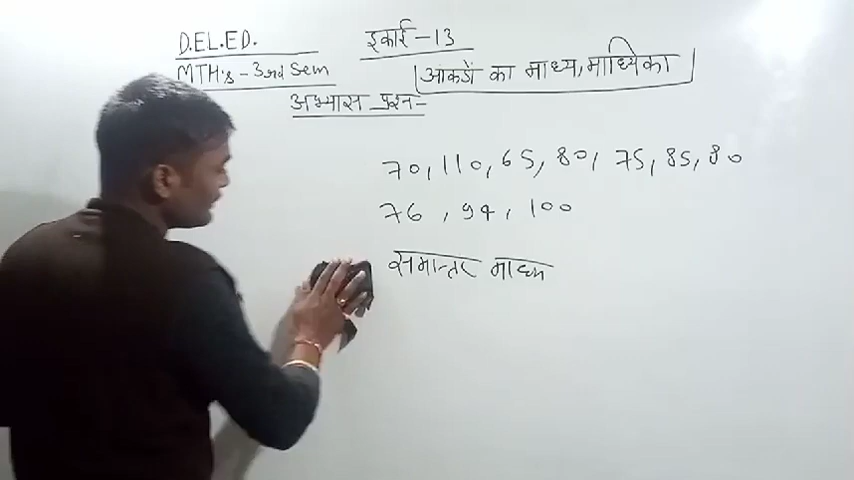 D.EL.ED. इकाई - 13
MTH's - 3rd Sem आंकडों का माध्य, माध्यिका
अभ्यास प्रश्न -
70, 110, 65, 80, 75, 85, 80
76, 94, 100
समान्तर माध्य